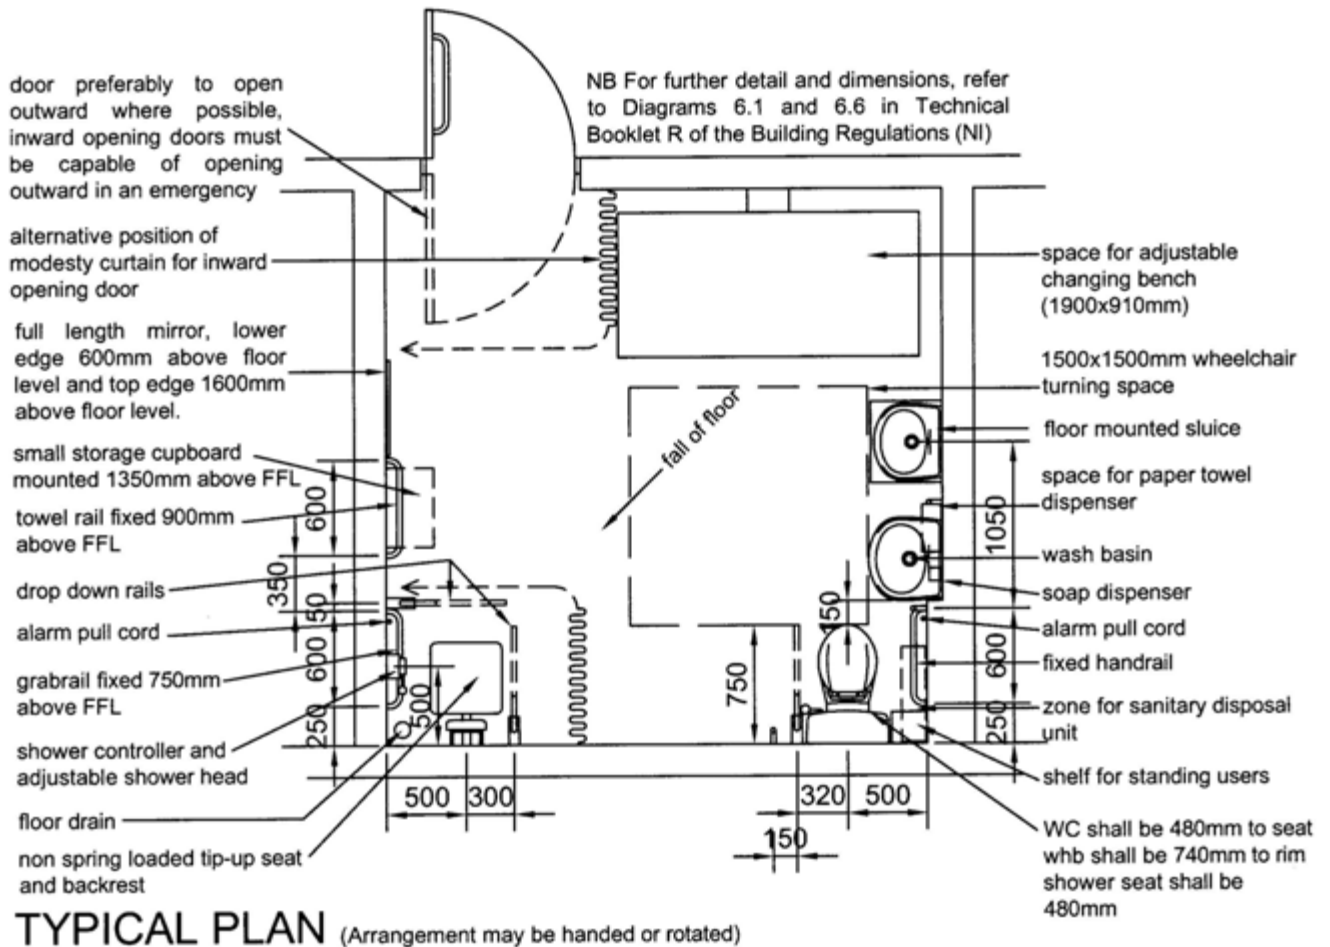 door preferably to open
outward where possible,
inward opening doors must
be capable of opening
outward in an emergency
NB For further detail and dimensions, refer
to Diagrams 6.1 and 6.6 in Technical
Booklet R of the Building Regulations (NI)
alternative position of
modesty curtain for inward
opening door
full length mirror, lower
edge 600mm above floor
level and top edge 1600mm
above floor level.
small storage cupboard
mounted 1350mm above FFL
towel rail fixed 900mm
above FFL
drop down rails
alarm pull cord
grabrail fixed 750mm
above FFL
shower controller and
adjustable shower head
floor drain
non spring loaded tip-up seat
and backrest
600
350
50
600
250
500
fall of floor
750
150
1050
600
250
500
300
320
500
150
space for adjustable
changing bench
(1900x910mm)
1500x1500mm wheelchair
turning space
floor mounted sluice
space for paper towel
dispenser
wash basin
soap dispenser
alarm pull cord
fixed handrail
zone for sanitary disposal
unit
shelf for standing users
WC shall be 480mm to seat
whb shall be 740mm to rim
shower seat shall be
480mm
TYPICAL PLAN (Arrangement may be handed or rotated)